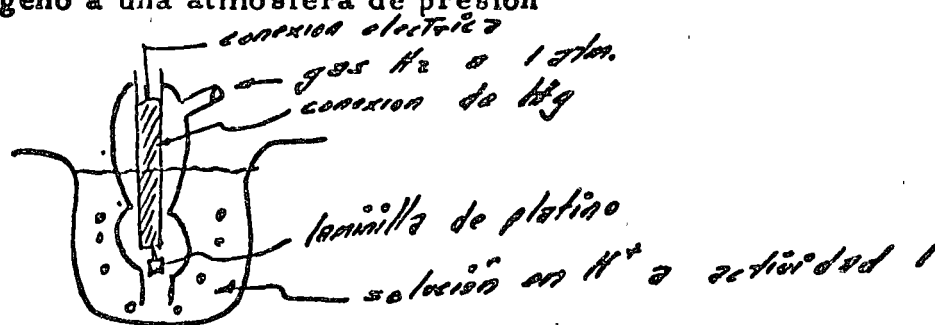 geno a una atmosfera de presión
conexion electrica
gas H2 a 1 atm.
conexion de Hg
laminilla de platino
solución en H+ a actividad 1